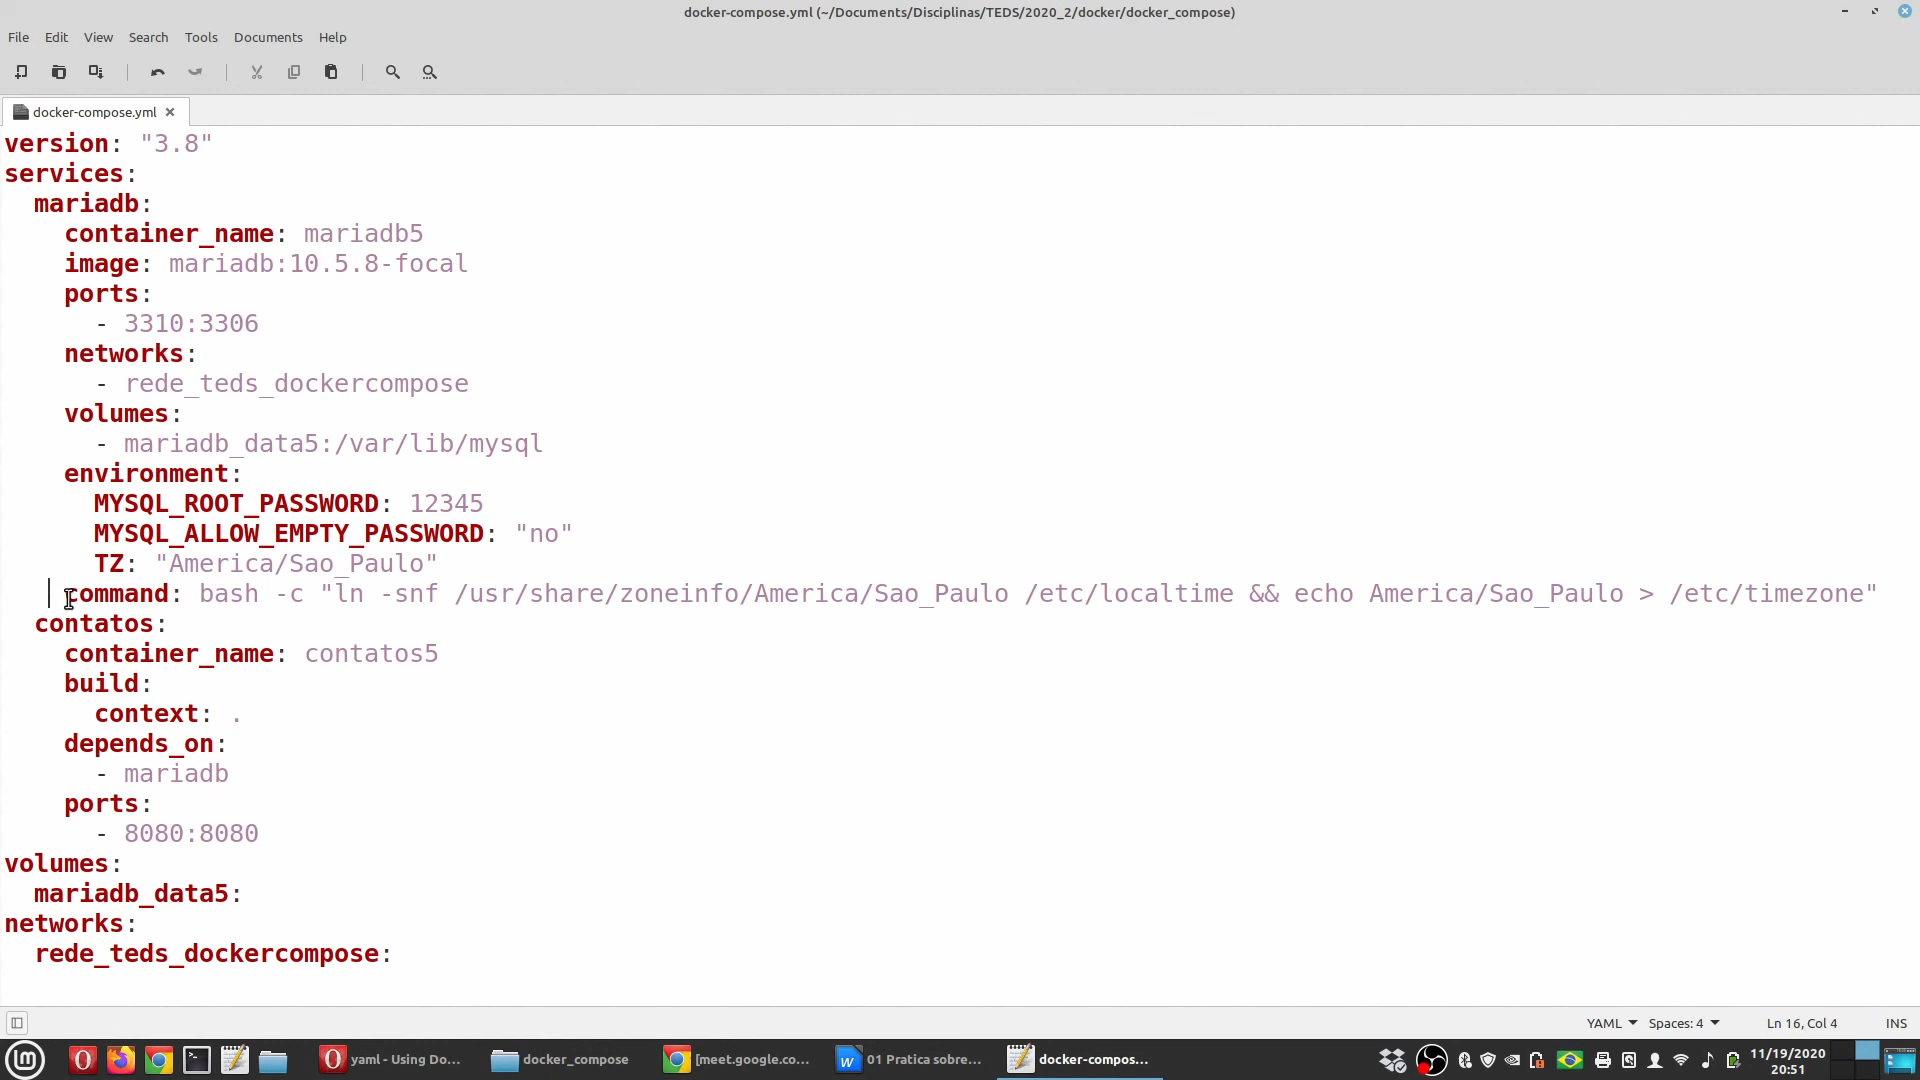 docker-compose.yml (~/Documents/Disciplinas/TEDS/2020_2/docker/docker_compose)
File Edit View Search Tools Documents Help
docker-compose.yml
version: "3.8"
services:
mariadb:
container_name: mariadb5
image: mariadb:10.5.8-focal
ports:
- 3310:3306
networks:
- rede_teds_dockercompose
volumes:
- mariadb_data5:/var/lib/mysql
environment:
MYSQL_ROOT_PASSWORD: 12345
MYSQL_ALLOW_EMPTY_PASSWORD: "no"
TZ: "America/Sao_Paulo"
command: bash -c "ln -snf /usr/share/zoneinfo/America/Sao_Paulo /etc/localtime && echo America/Sao_Paulo > /etc/timezone"
contatos:
container_name: contatos5
build:
context: .
depends_on:
- mariadb
ports:
- 8080:8080
volumes:
mariadb_data5:
networks:
rede_teds_dockercompose:
YAML Spaces: 4 Ln 16, Col 4 INS
yaml - Using Do... docker_compose [meet.google.co... 01 Pratica sobre... docker-compos... 11/19/2020
20:51